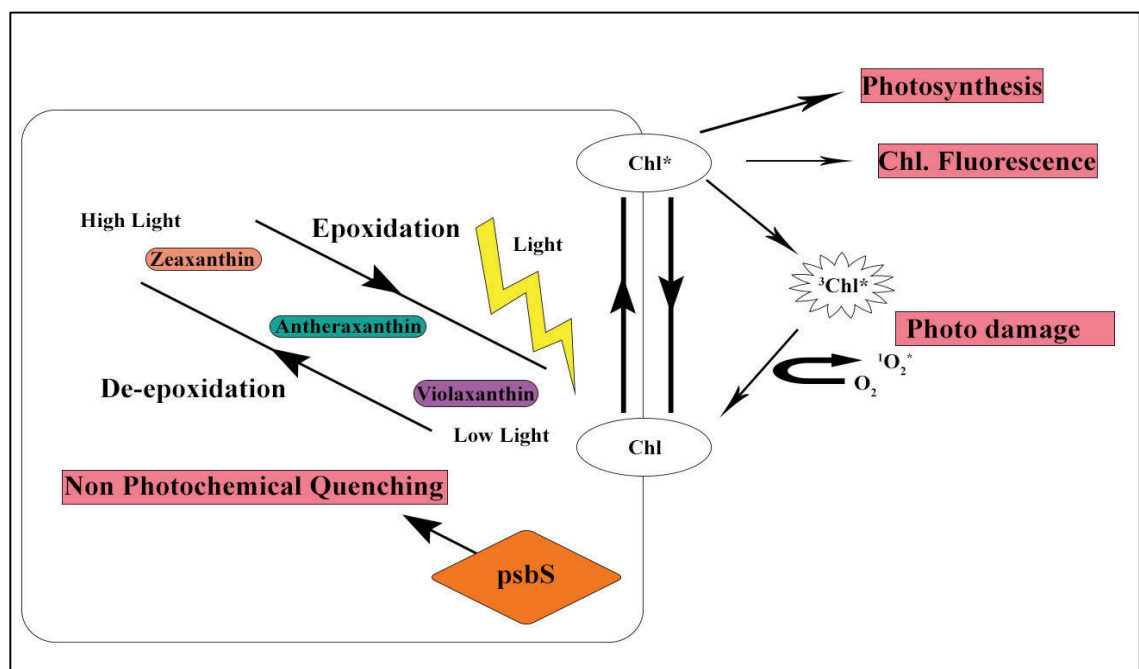 Photosynthesis
Chl*
Chl. Fluorescence
High Light
Epoxidation
Light
Zeaxanthin
³Chl*
Antheraxanthin
Photo damage
¹O₂*
O₂
De-epoxidation
Violaxanthin
Low Light
Chl
Non Photochemical Quenching
psbS